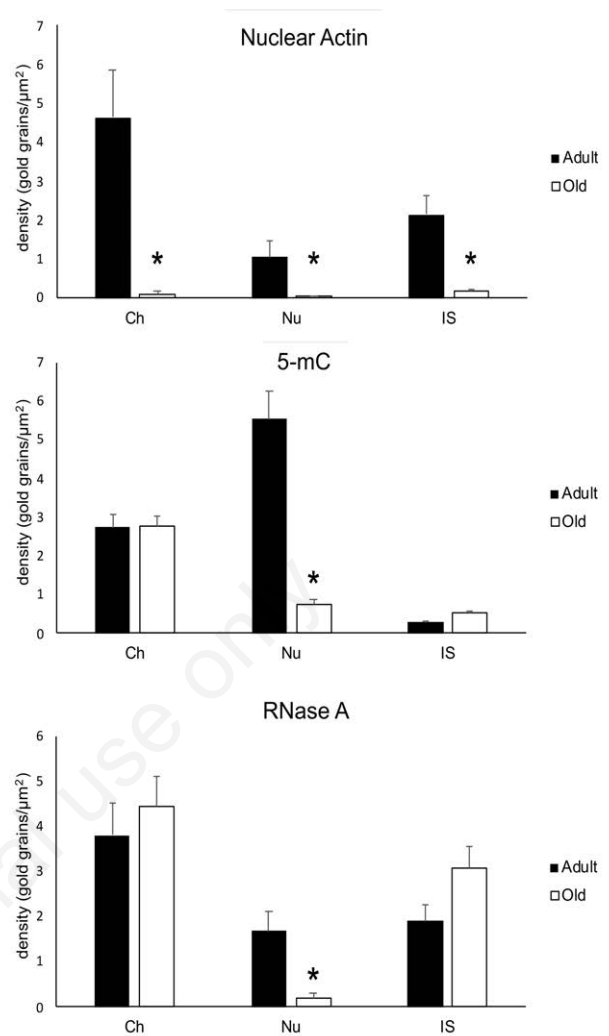 Nuclear Actin
density (gold grains/µm²)
7
6
5
4
3
2
1
0
* * *
Ch Nu IS
■ Adult
□ Old
5-mC
density (gold grains/µm²)
7
6
5
4
3
2
1
0
*
Ch Nu IS
■ Adult
□ Old
RNase A
density (gold grains/µm²)
6
5
4
3
2
1
0
*
Ch Nu IS
■ Adult
□ Old
use only